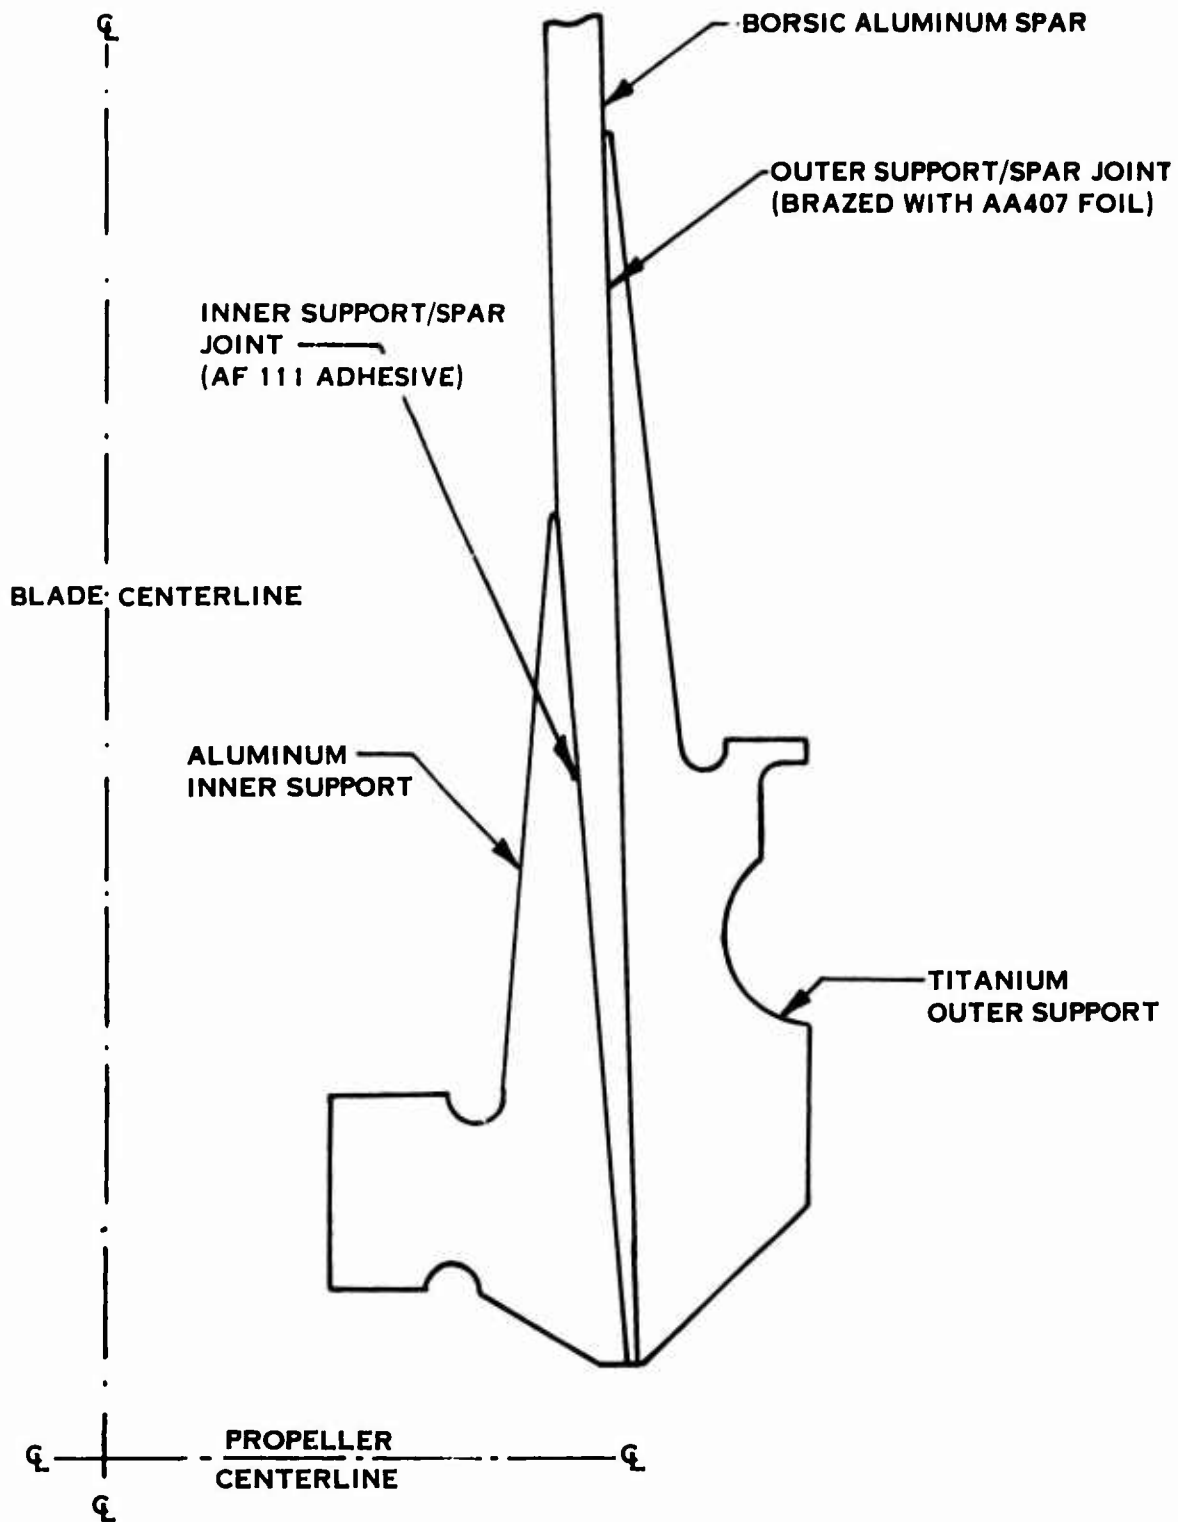 ℄
BORSIC ALUMINUM SPAR
OUTER SUPPORT/SPAR JOINT
(BRAZED WITH AA407 FOIL)
INNER SUPPORT/SPAR
JOINT
(AF 111 ADHESIVE)
BLADE CENTERLINE
ALUMINUM
INNER SUPPORT
TITANIUM
OUTER SUPPORT
℄ PROPELLER ℄
CENTERLINE
℄